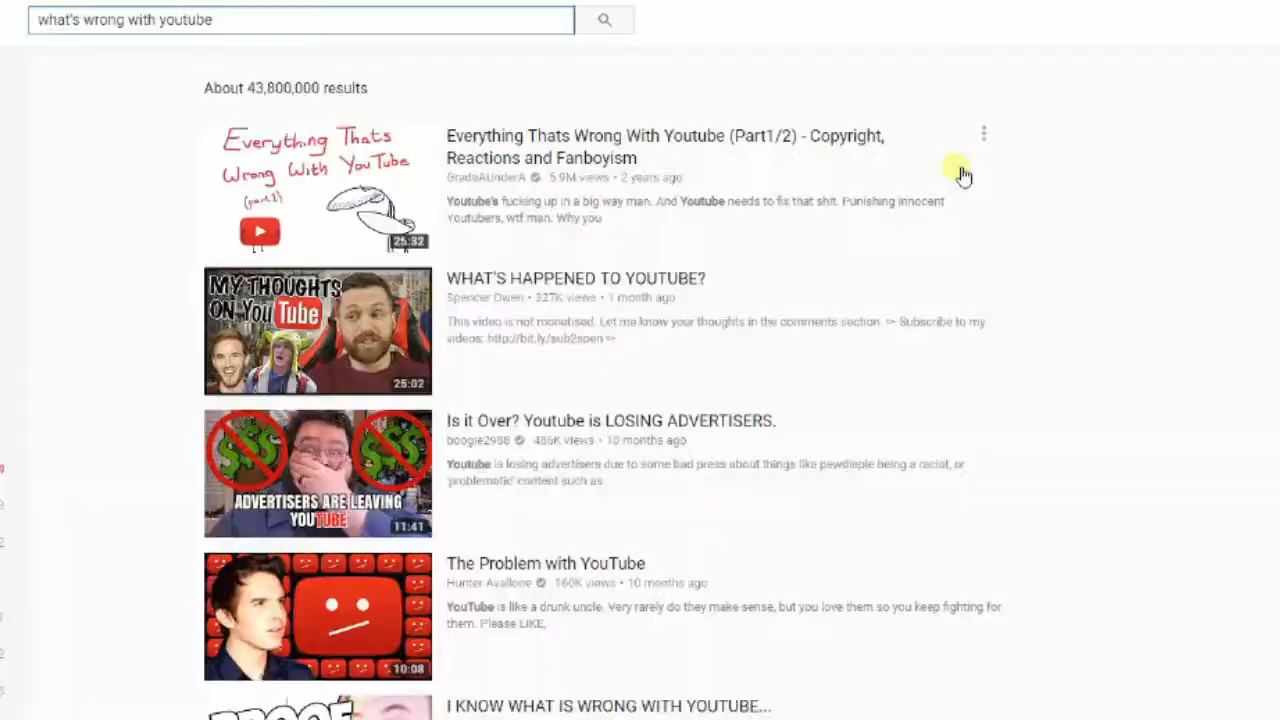 what's wrong with youtube
About 43,800,000 results
Everything Thats
Wrong With YouTube
(part 1)
25:32
Everything Thats Wrong With Youtube (Part1/2) - Copyright,
Reactions and Fanboyism
GradeAUnderA 5.9M views • 2 years ago
Youtube's fucking up in a big way man. And Youtube needs to fix that shit. Punishing innocent
Youtubers, wtf man. Why you
MY THOUGHTS
ON YouTube
25:02
WHAT'S HAPPENED TO YOUTUBE?
Spencer Owen • 327K views • 1 month ago
This video is not monetised. Let me know your thoughts in the comments section. Subscribe to my
videos: http://bit.ly/sub2spen
ADVERTISERS ARE LEAVING
YOUTUBE
11:41
Is it Over? Youtube is LOSING ADVERTISERS.
boogie2988 486K views • 10 months ago
Youtube is losing advertisers due to some bad press about things like pewdiepie being a racist, or
'problematic' content such as
10:08
The Problem with YouTube
Hunter Avallone 160K views • 10 months ago
YouTube is like a drunk uncle. Very rarely do they make sense, but you love them so you keep fighting for
them. Please LIKE,
I KNOW WHAT IS WRONG WITH YOUTUBE...